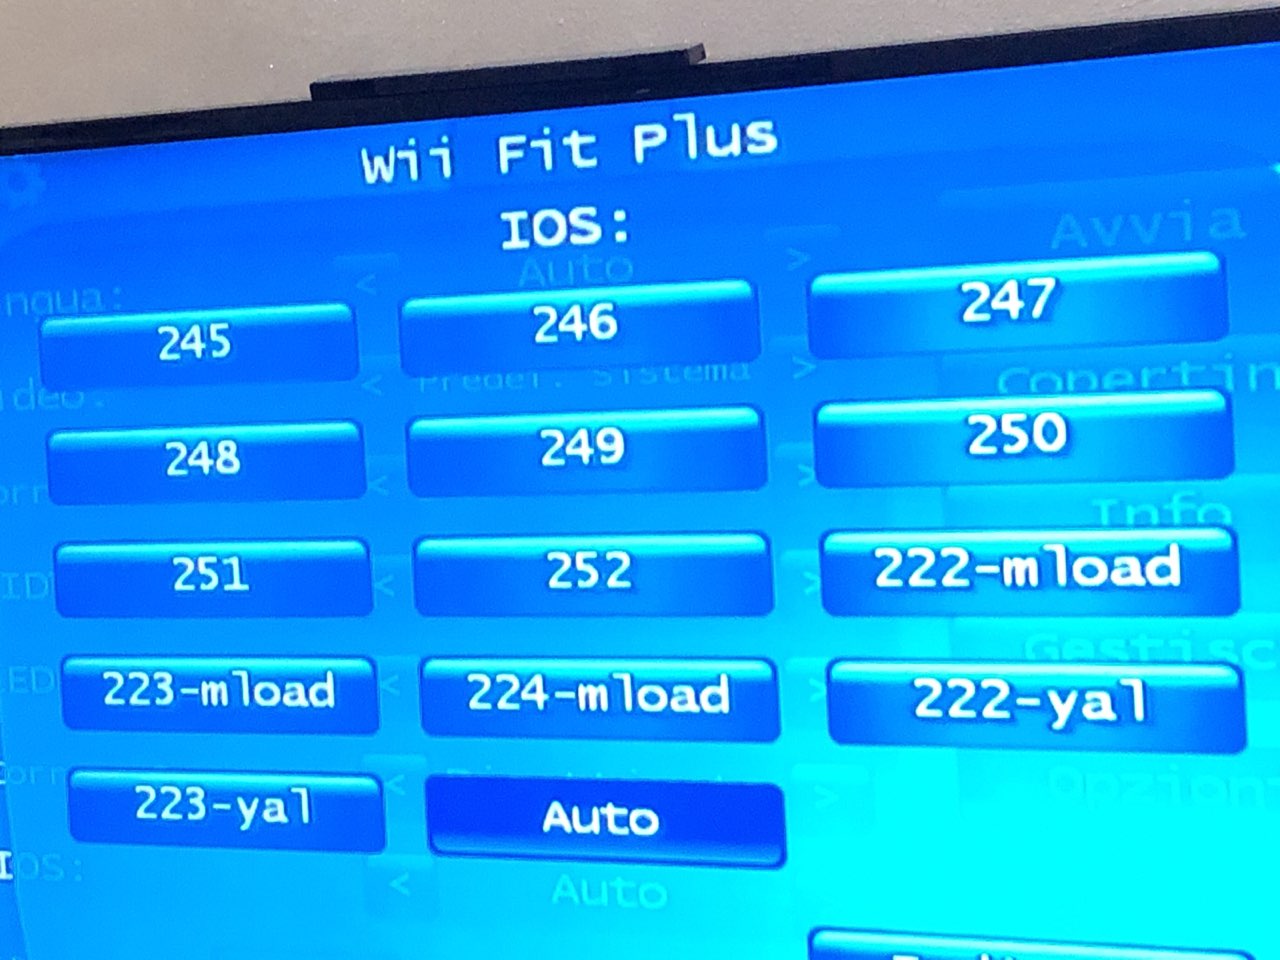 Wii Fit Plus
IOS:
Avvia
Auto
ngua:
<
>
245
246
247
ideo:
<
Predef. Sistema
>
Copertin
248
249
250
<
>
Info
251
252
222-mload
ID
<
>
Gestisc
223-mload
224-mload
222-yal
ED
<
>
223-yal
Auto
<
>
Opzion
IOS:
<
Auto